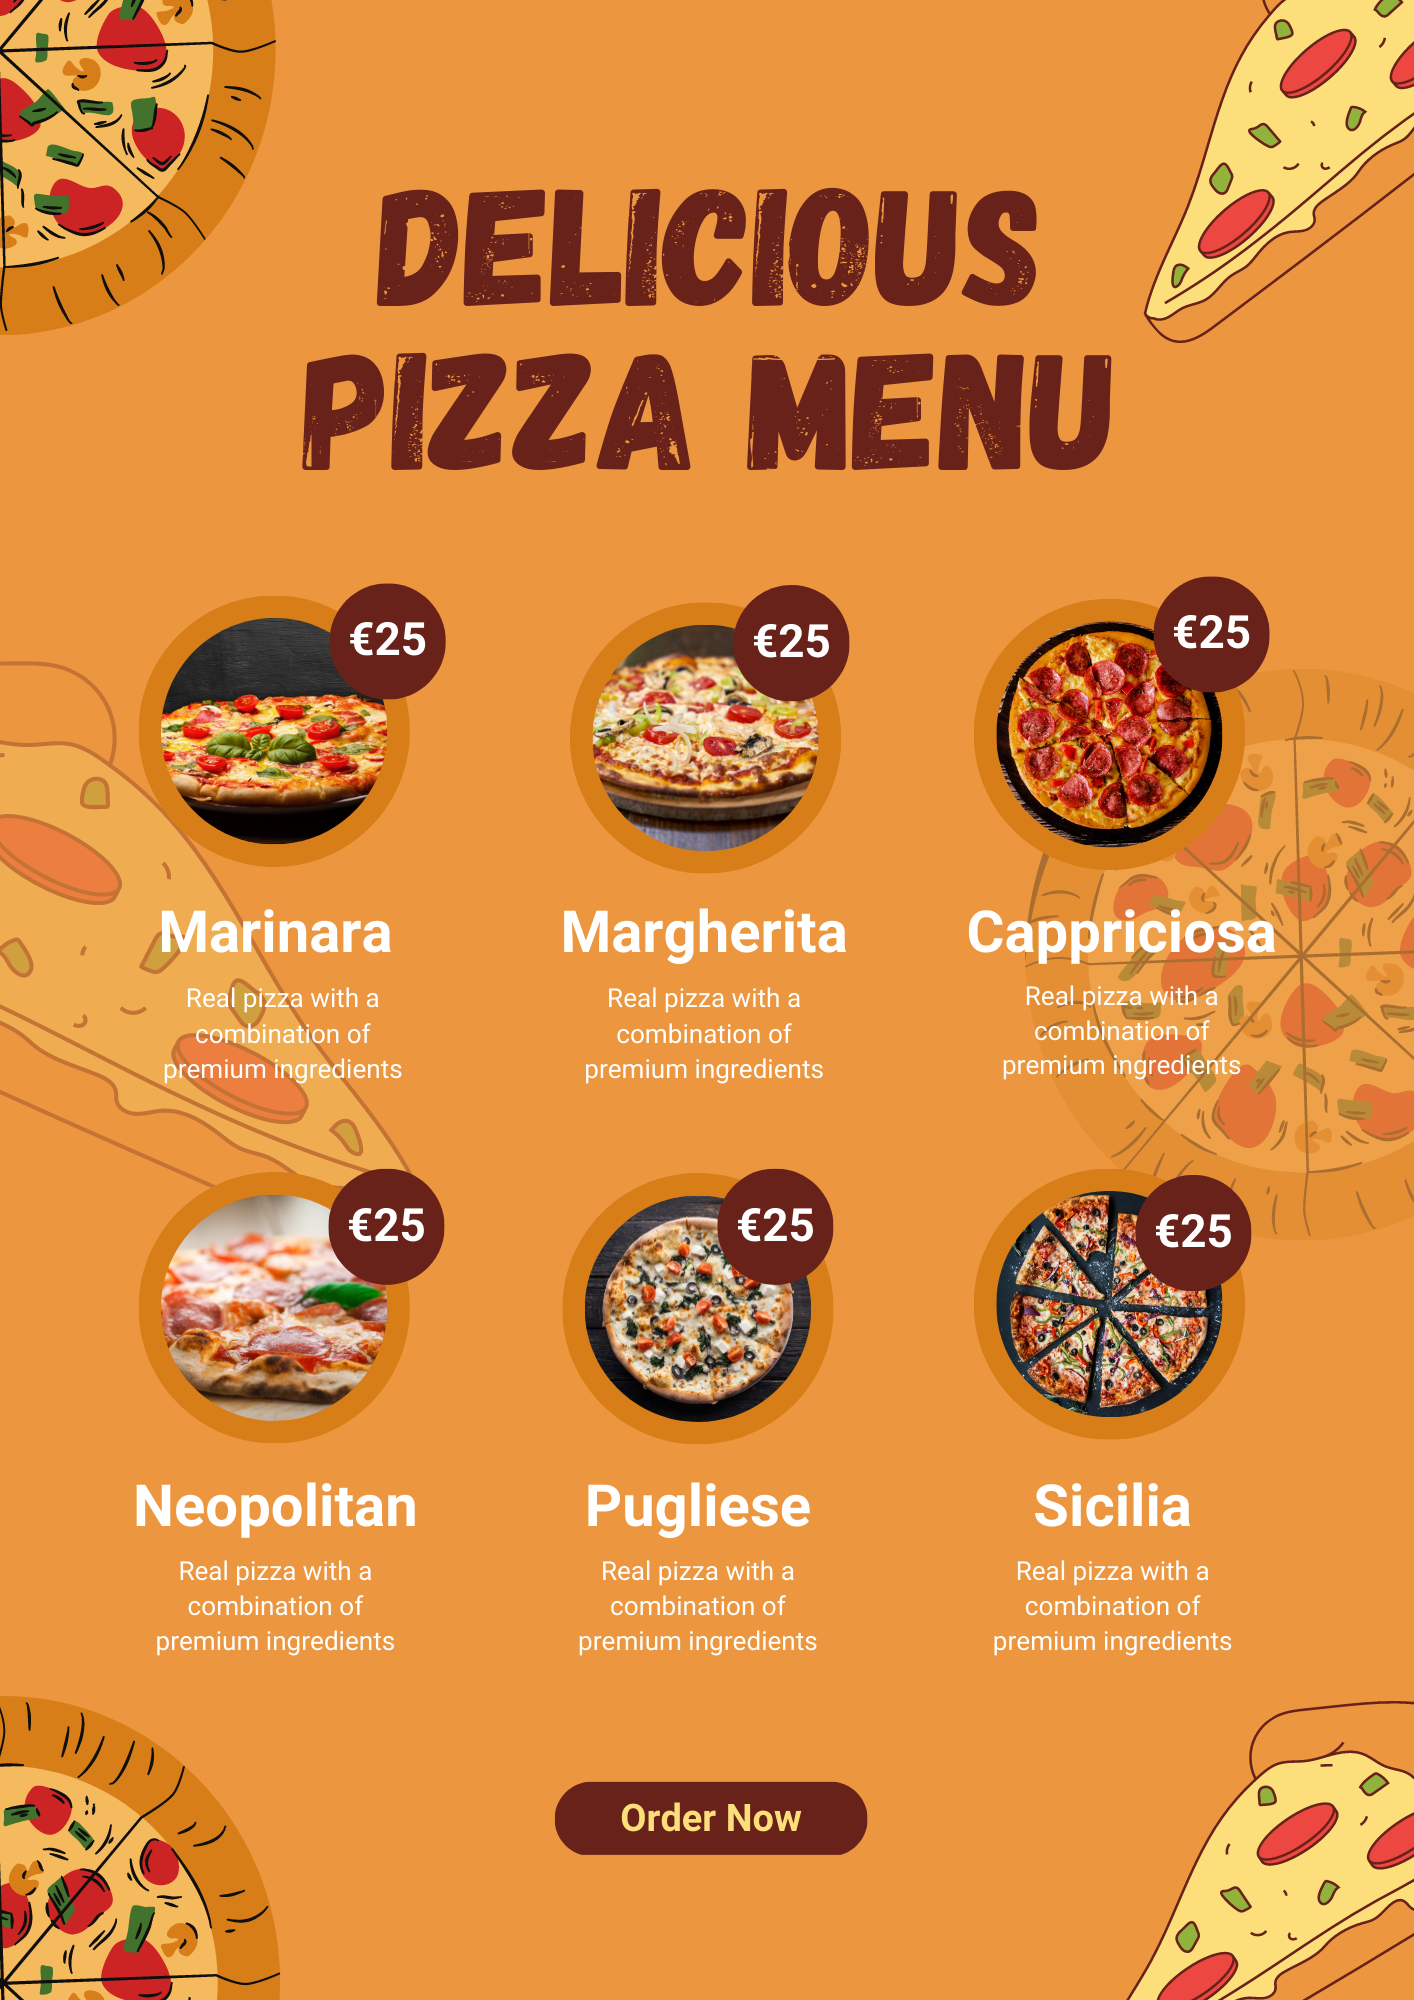 DELICIOUS
PIZZA MENU
€25
Marinara
Real pizza with a
combination of
premium ingredients
€25
Margherita
Real pizza with a
combination of
premium ingredients
€25
Cappriciosa
Real pizza with a
combination of
premium ingredients
€25
Neopolitan
Real pizza with a
combination of
premium ingredients
€25
Pugliese
Real pizza with a
combination of
premium ingredients
€25
Sicilia
Real pizza with a
combination of
premium ingredients
Order Now